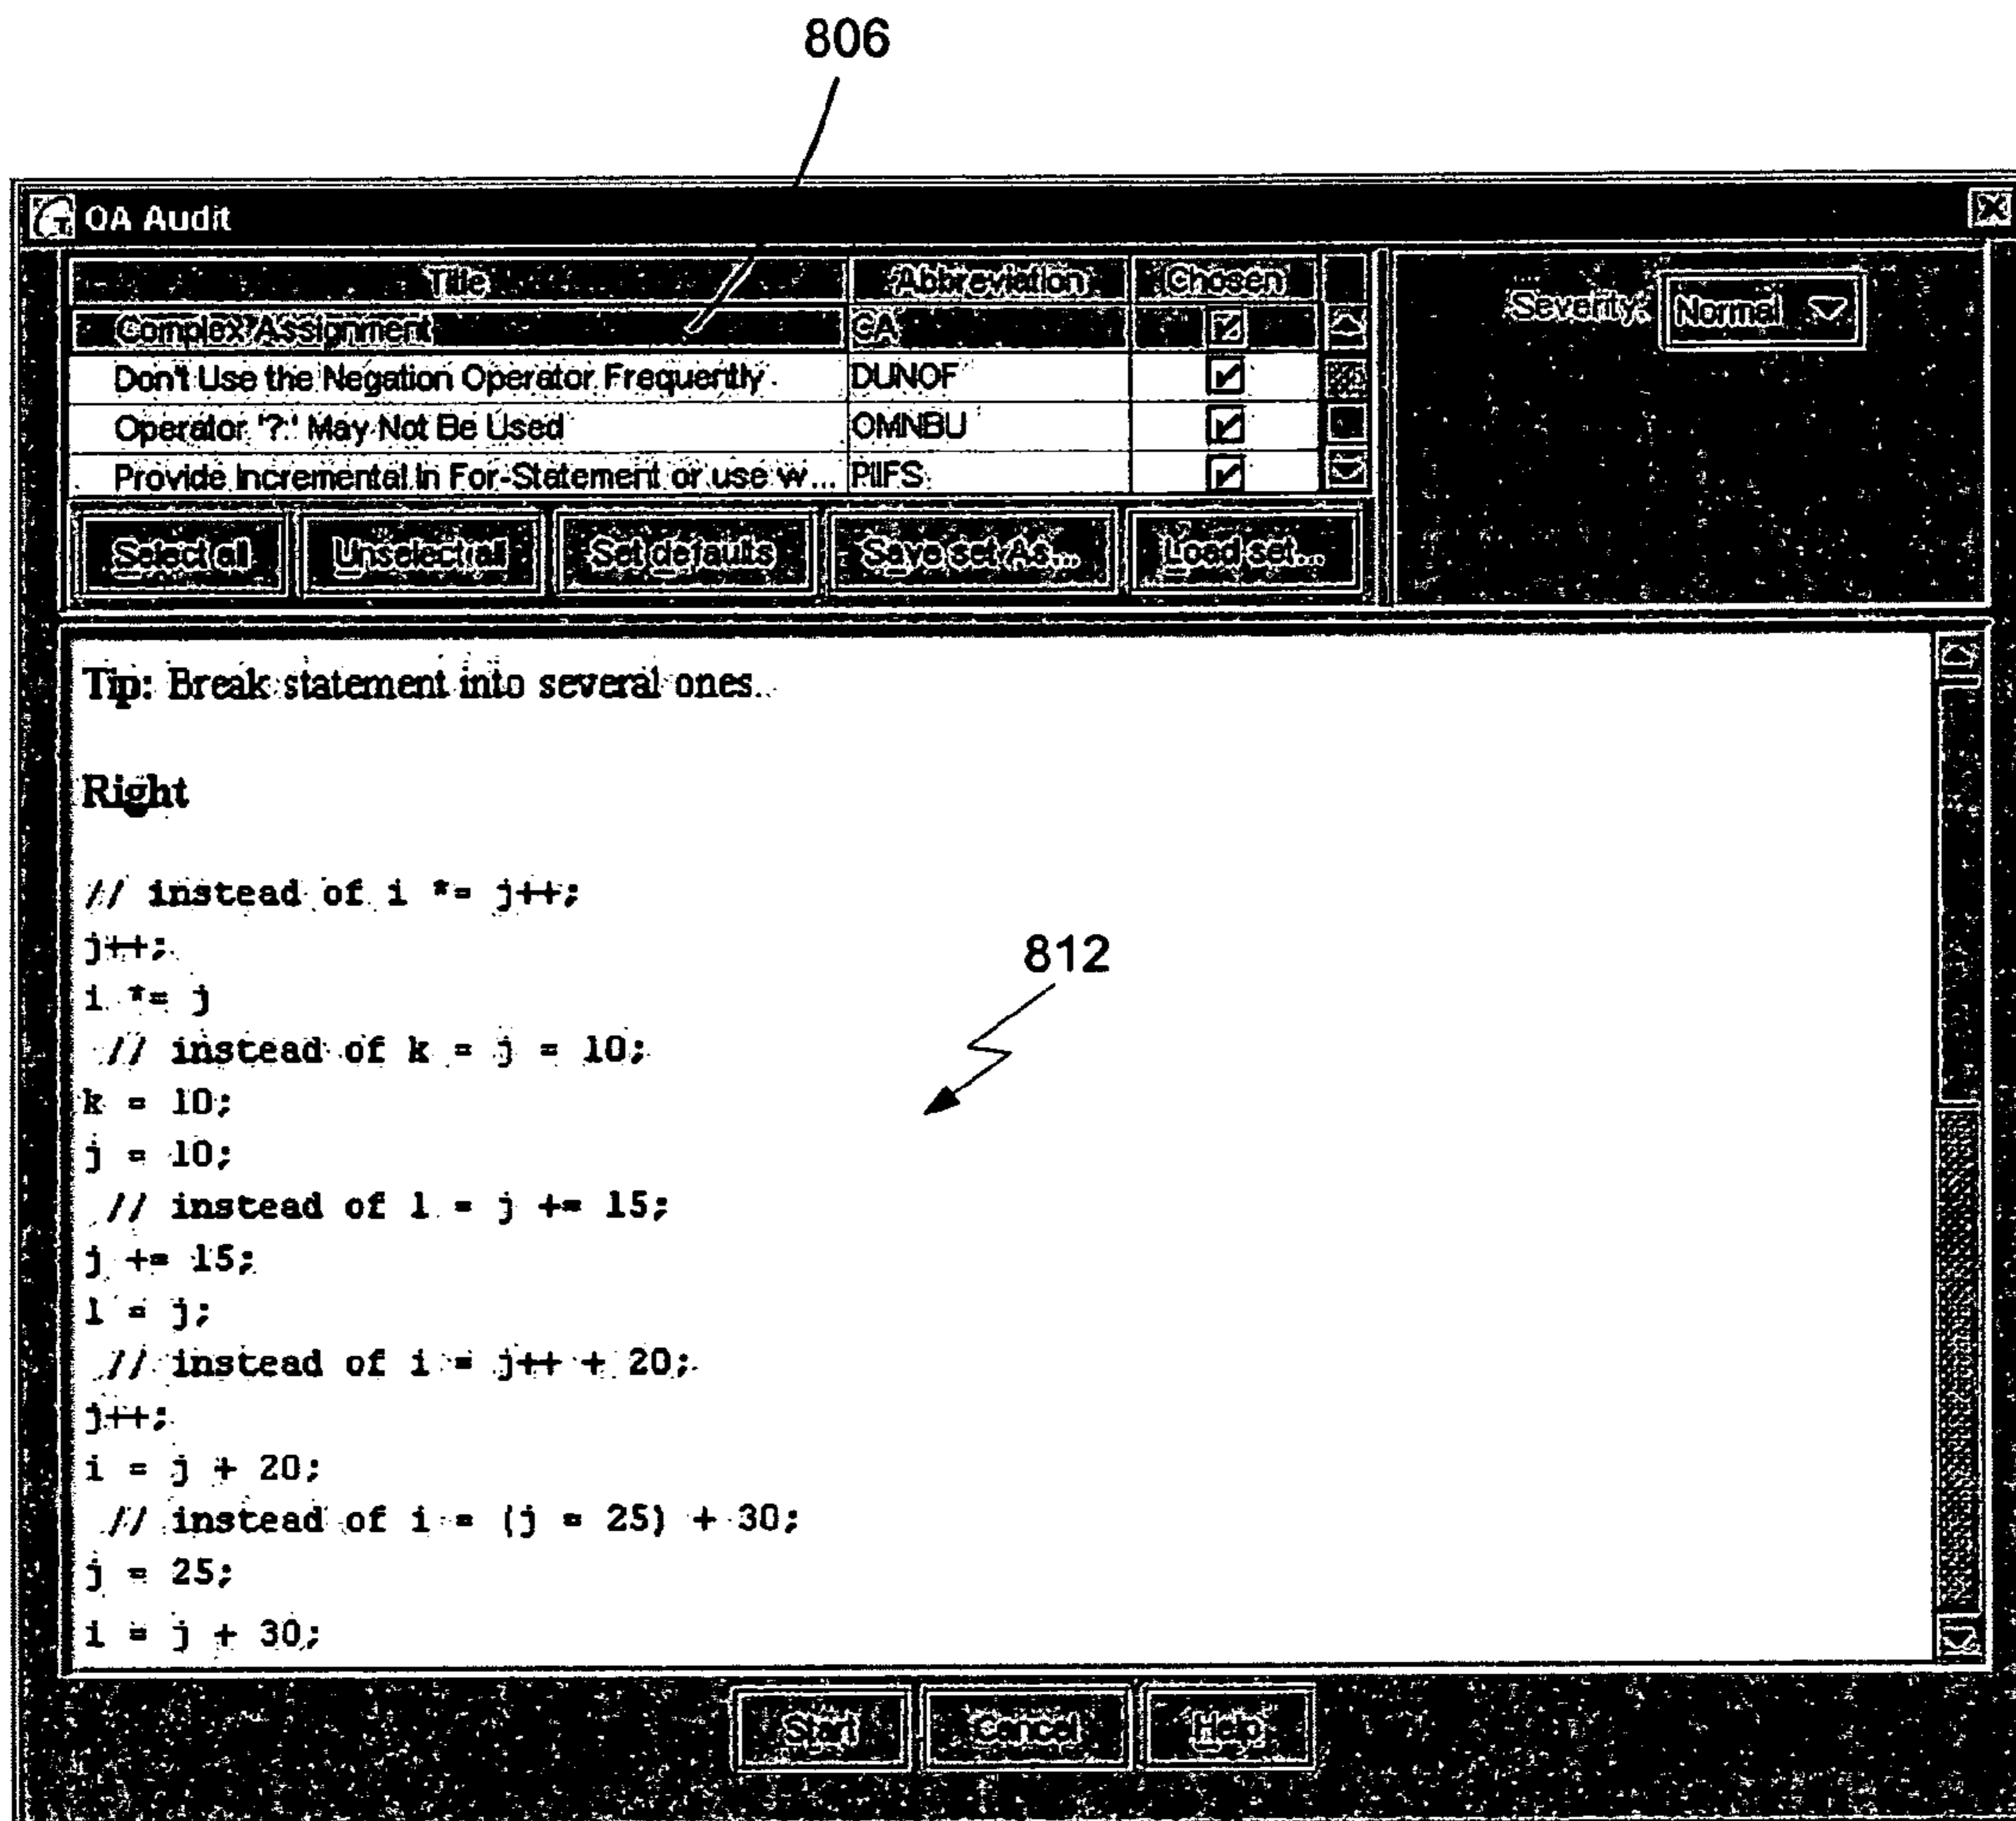 806
QA Audit
Title Abbreviation Chosen
Complex Assignment CA
Don't Use the Negation Operator Frequently DUNOF
Operator '?:' May Not Be Used OMNBU
Provide Incremental In For-Statement or use w... PIIFS
Severity: Normal
Select all Unselect all Set defaults Save set As... Load set...
Tip: Break statement into several ones.
Right
// instead of i *= j++;
j++;
i *= j
// instead of k = j = 10;
812
k = 10;
j = 10;
// instead of l = j += 15;
j += 15;
l = j;
// instead of i = j++ + 20;
j++;
i = j + 20;
// instead of i = (j = 25) + 30;
j = 25;
i = j + 30;
Start Cancel Help